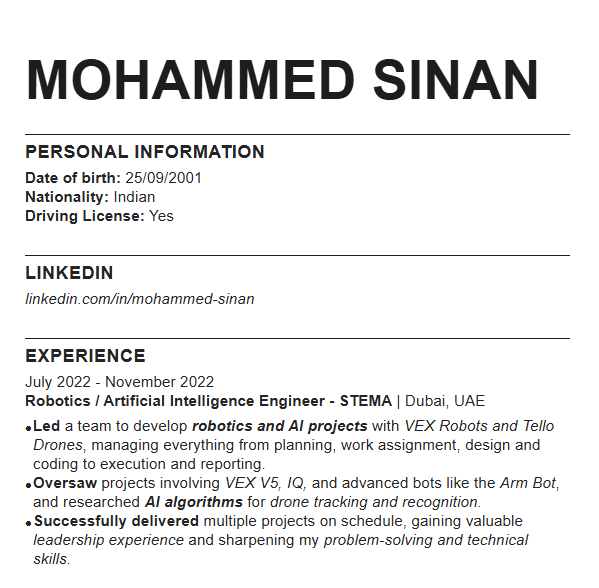 MOHAMMED SINAN
PERSONAL INFORMATION
Date of birth: 25/09/2001
Nationality: Indian
Driving License: Yes
LINKEDIN
linkedin.com/in/mohammed-sinan
EXPERIENCE
July 2022 - November 2022
Robotics / Artificial Intelligence Engineer - STEMA | Dubai, UAE
•Led a team to develop robotics and AI projects with VEX Robots and Tello
Drones, managing everything from planning, work assignment, design and
coding to execution and reporting.
•Oversaw projects involving VEX V5, IQ, and advanced bots like the Arm Bot,
and researched AI algorithms for drone tracking and recognition.
•Successfully delivered multiple projects on schedule, gaining valuable
leadership experience and sharpening my problem-solving and technical
skills.